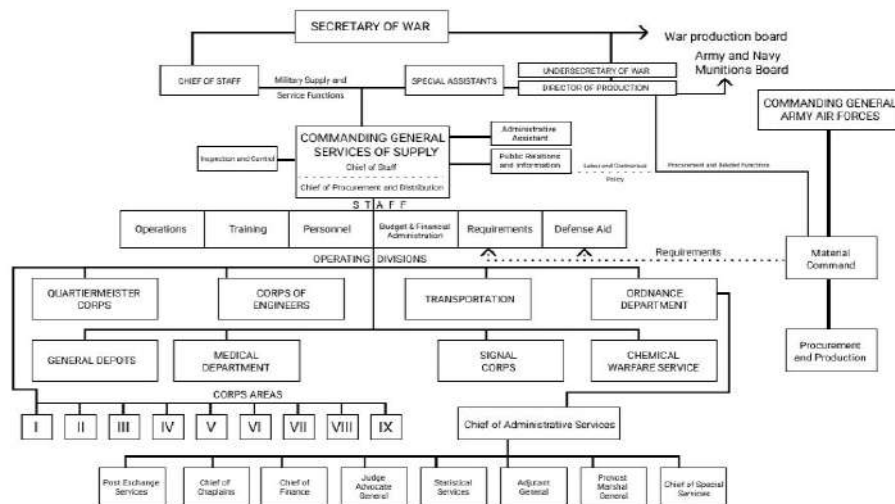 SECRETARY OF WAR
War production board
Army and Navy
Munitions Board
CHIEF OF STAFF
Military Supply and
Service Functions
SPECIAL ASSISTANTS
UNDERSECRETARY OF WAR
DIRECTOR OF PRODUCTION
COMMANDING GENERAL
ARMY AIR FORCES
COMMANDING GENERAL
SERVICES OF SUPPLY
Chief of Staff
Chief of Procurement and Distribution
Inspection and Control
Administrative
Assistant
Public Relations
and Information
Policy
Procurement and Related Functions
STAFF
Operations
Training
Personnel
Budget & Financial
Administration
Requirements
Defense Aid
OPERATING DIVISIONS
Requirements
Material
Command
QUARTIERMEISTER
CORPS
CORPS OF
ENGINEERS
TRANSPORTATION
ORDNANCE
DEPARTMENT
GENERAL DEPOTS
MEDICAL
DEPARTMENT
SIGNAL
CORPS
CHEMICAL
WARFARE SERVICE
Procurement
end Production
CORPS AREAS
I
II
III
IV
V
VI
VII
VIII
IX
Chief of Administrative Services
Post Exchange
Services
Chief of
Chaplains
Chief of
Finance
Judge
Advocate
General
Statistical
Services
Adjutant
General
Provost
Marshal
General
Chief of Special
Services